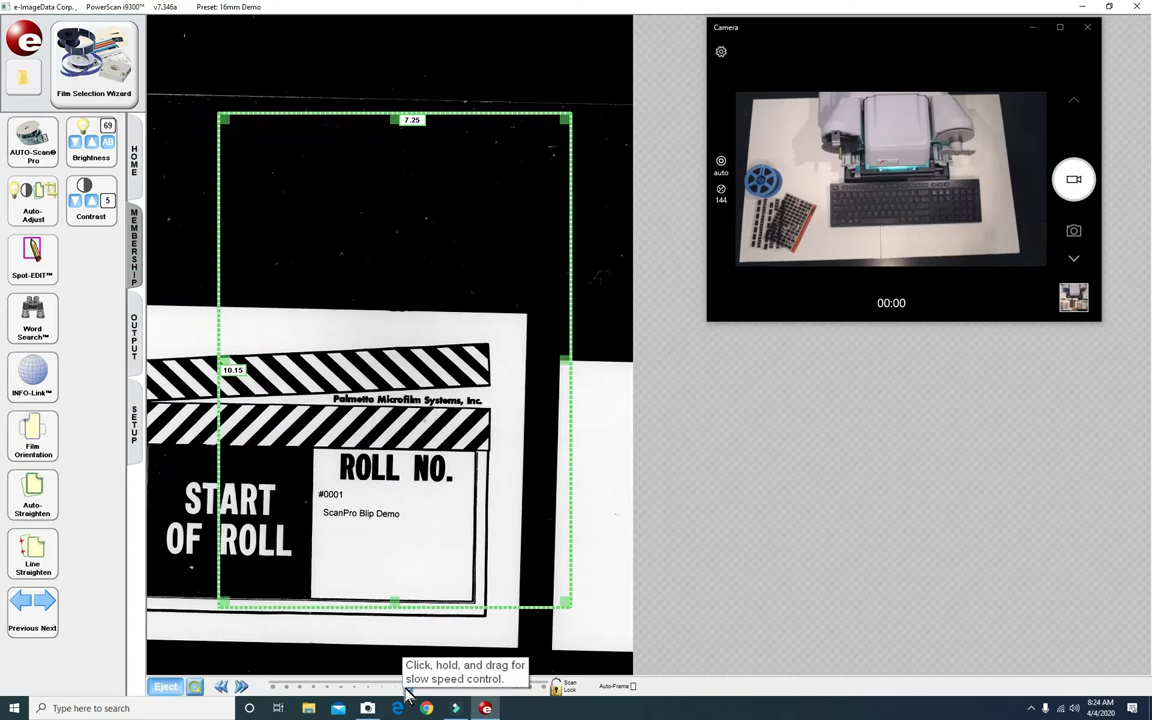 e-ImageData Corp., PowerScan i9300™ v7.346a Preset: 16mm Demo
Film Selection Wizard
AUTO-Scan® Pro
69
AB
Brightness
Auto-Adjust
5
Contrast
Spot-EDIT™
Word Search™
INFO-Link™
Film Orientation
Auto-Straighten
Line Straighten
Previous Next
HOME
MEMBERSHIP
OUTPUT
SETUP
7.25
10.15
Palmetto Microfilm Systems, Inc.
ROLL NO.
#0001
ScanPro Blip Demo
START
OF ROLL
Click, hold, and drag for
slow speed control.
Eject
Scan Lock
Auto-Frame
Camera
auto
144
00:00
Type here to search
8:24 AM
4/4/2020